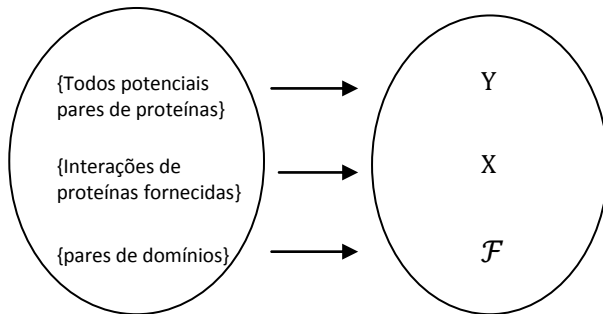 {Todos potenciais
pares de proteínas}
Y
{Interações de
proteínas fornecidas}
X
{pares de domínios}
ℱ